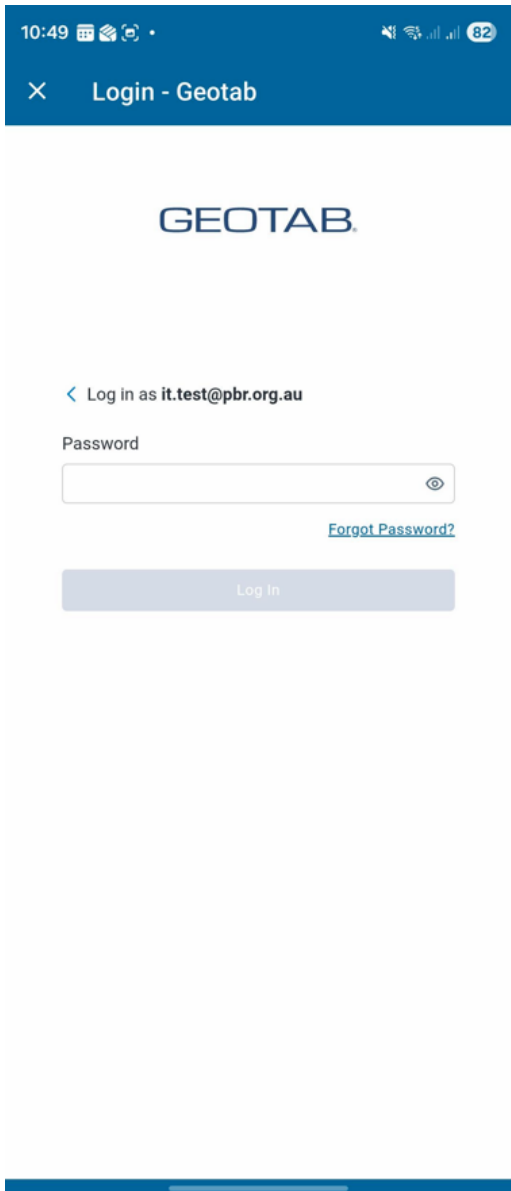 10:49
82
Login - Geotab
GEOTAB.
Log in as it.test@pbr.org.au
Password
Forgot Password?
Log In